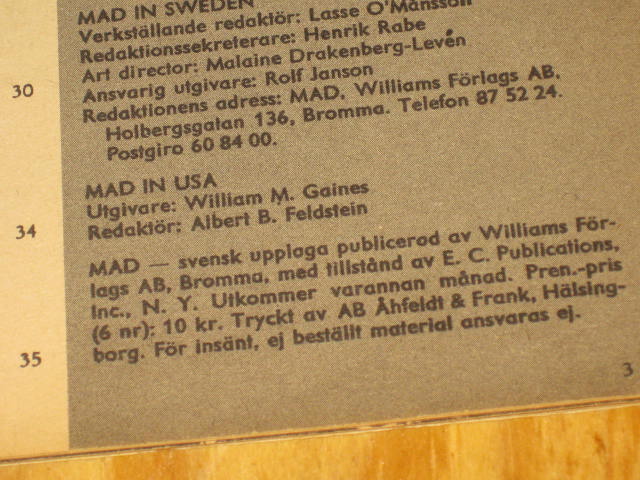 MAD IN SWEDEN
Verkställande redaktör: Lasse O'Månsson
Redaktionssekreterare: Henrik Rabe
Art director: Malaine Drakenberg-Levén
Ansvarig utgivare: Rolf Janson
30
Redaktionens adress: MAD, Williams Förlags AB,
Holbergsgatan 136, Bromma. Telefon 87 52 24.
Postgiro 60 84 00.
MAD IN USA
Utgivare: William M. Gaines
34
Redaktör: Albert B. Feldstein
MAD — svensk upplaga publicerad av Williams För-
lags AB, Bromma, med tillstånd av E. C. Publications,
Inc., N. Y. Utkommer varannan månad. Pren.-pris
(6 nr): 10 kr. Tryckt av AB Åhfeldt & Frank, Hälsing-
35
borg. För insänt, ej beställt material ansvaras ej.
3